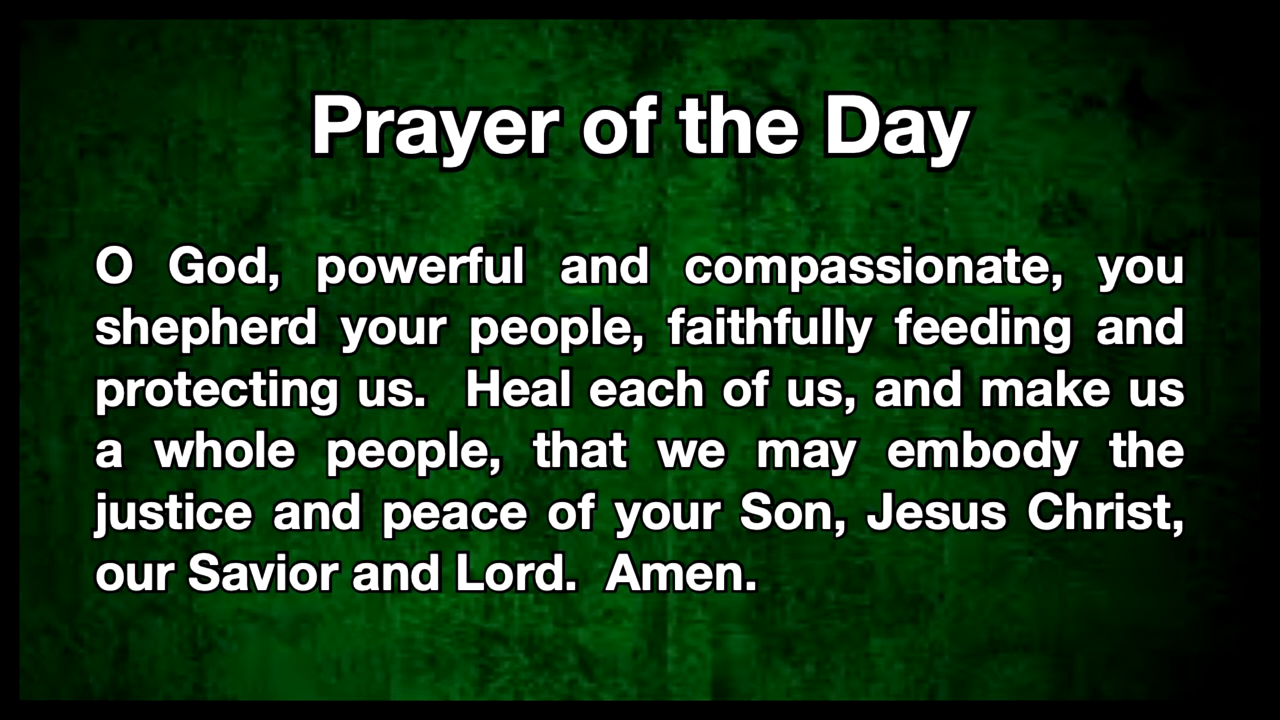 Prayer of the Day
O God, powerful and compassionate, you
shepherd your people, faithfully feeding and
protecting us.  Heal each of us, and make us
a whole people, that we may embody the
justice and peace of your Son, Jesus Christ,
our Savior and Lord.  Amen.